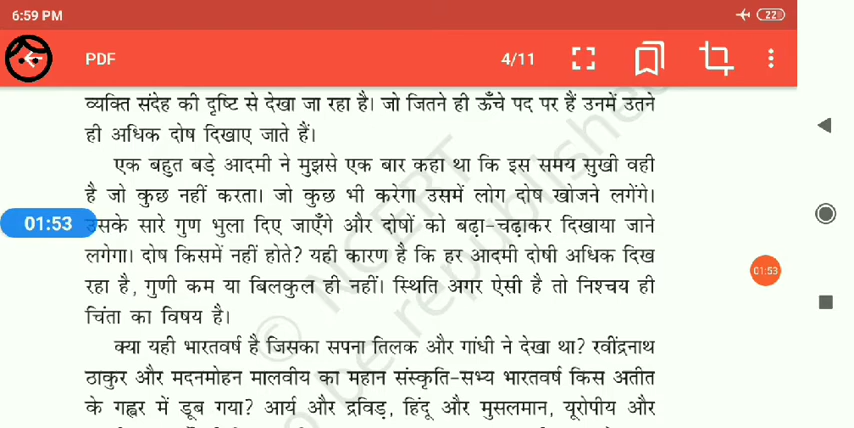 6:59 PM
22
PDF
4/11
व्यक्ति संदेह की दृष्टि से देखा जा रहा है। जो जितने ही ऊँचे पद पर हैं उनमें उतने
ही अधिक दोष दिखाए जाते हैं।
एक बहुत बड़े आदमी ने मुझसे एक बार कहा था कि इस समय सुखी वही
है जो कुछ नहीं करता। जो कुछ भी करेगा उसमें लोग दोष खोजने लगेंगे।
01:53
उसके सारे गुण भुला दिए जाएँगे और दोषों को बढ़ा-चढ़ाकर दिखाया जाने
लगेगा। दोष किसमें नहीं होते? यही कारण है कि हर आदमी दोषी अधिक दिख
01:53
रहा है, गुणी कम या बिलकुल ही नहीं। स्थिति अगर ऐसी है तो निश्चय ही
चिंता का विषय है।
क्या यही भारतवर्ष है जिसका सपना तिलक और गांधी ने देखा था? रवींद्रनाथ
ठाकुर और मदनमोहन मालवीय का महान संस्कृति-सभ्य भारतवर्ष किस अतीत
के गह्वर में डूब गया? आर्य और द्रविड़, हिंदू और मुसलमान, यूरोपीय और
© NCERT
be republished